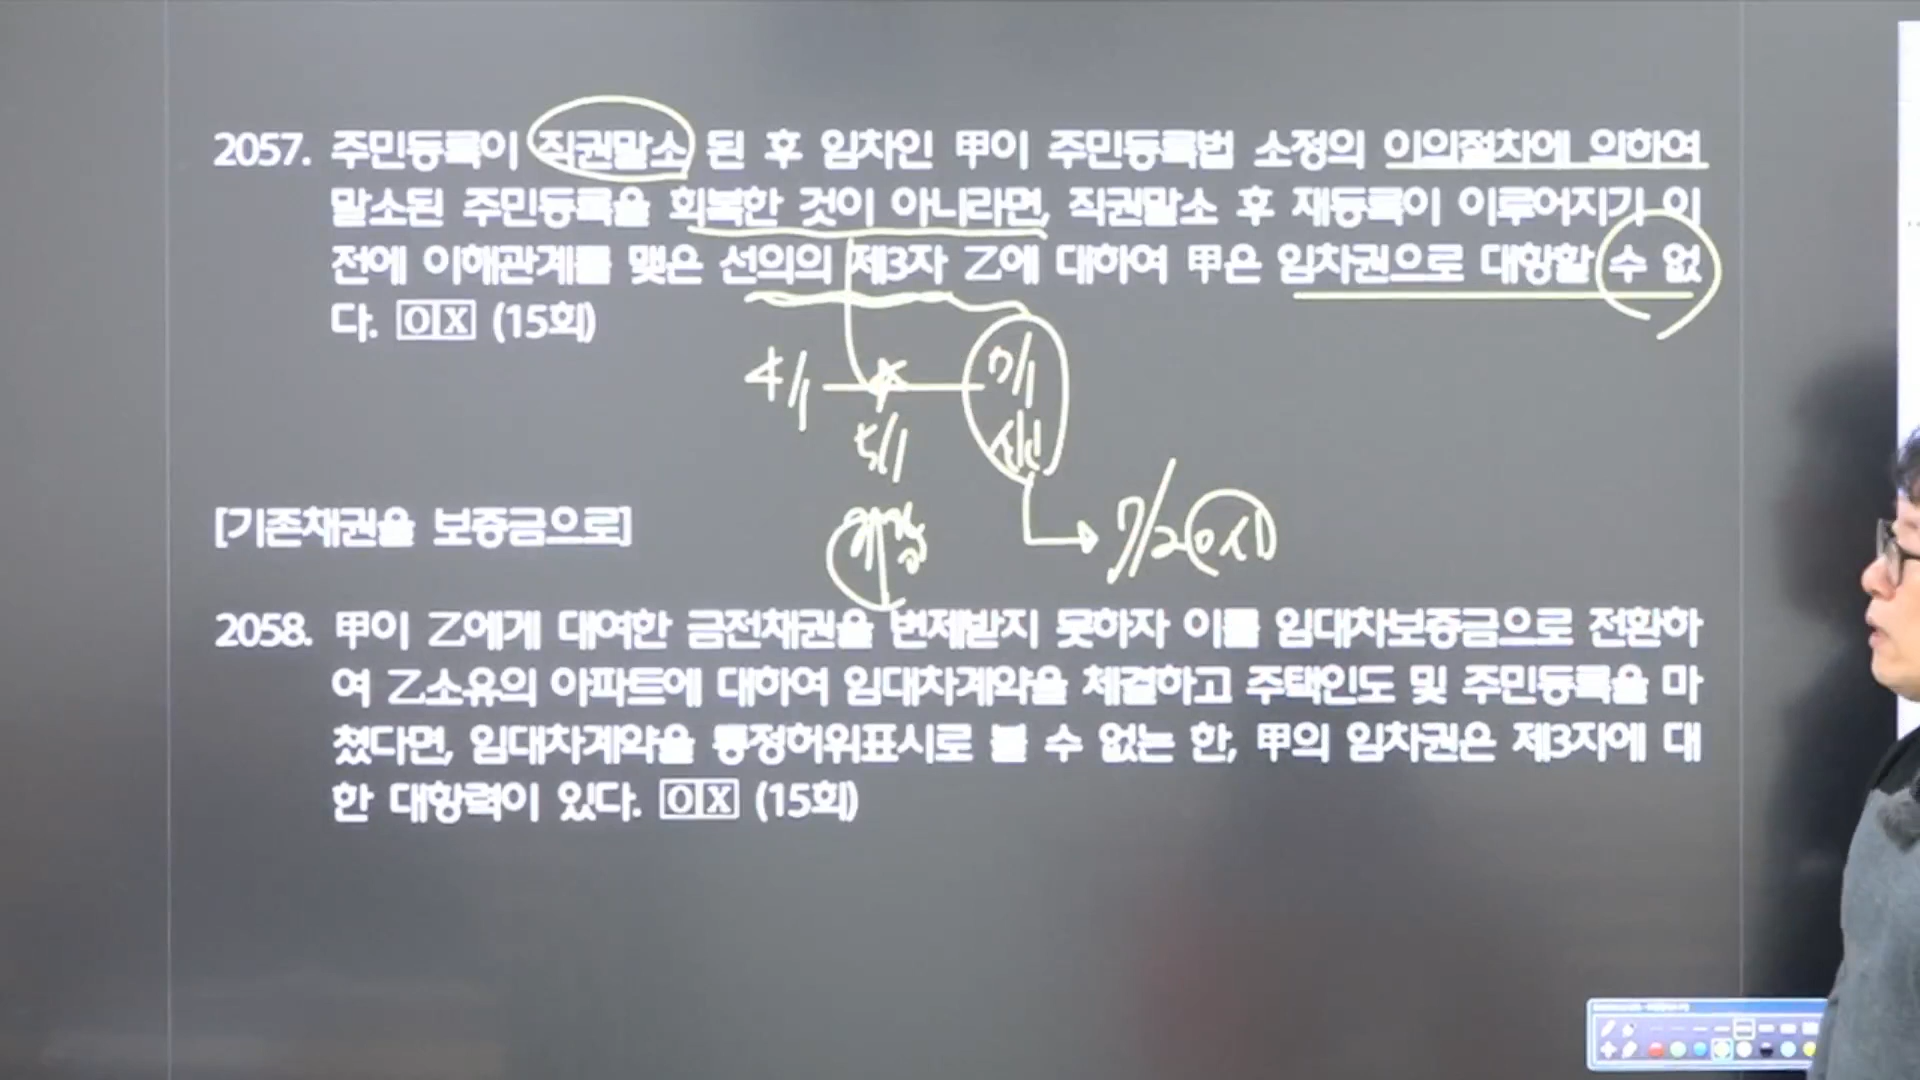 2057. 주민등록이 직권말소 된 후 임차인 甲이 주민등록법 소정의 이의절차에 의하여
말소된 주민등록을 회복한 것이 아니라면, 직권말소 후 재등록이 이루어지기 이
전에 이해관계를 맺은 선의의 제3자 乙에 대하여 甲은 임차권으로 대항할 수 없
다. O X (15회)
4/1
7/1
5/1
7/2 0시
[기존채권을 보증금으로]
2058. 甲이 乙에게 대여한 금전채권을 변제받지 못하자 이를 임대차보증금으로 전환하
여 乙소유의 아파트에 대하여 임대차계약을 체결하고 주택인도 및 주민등록을 마
쳤다면, 임대차계약을 통정허위표시로 볼 수 없는 한, 甲의 임차권은 제3자에 대
한 대항력이 있다. O X (15회)